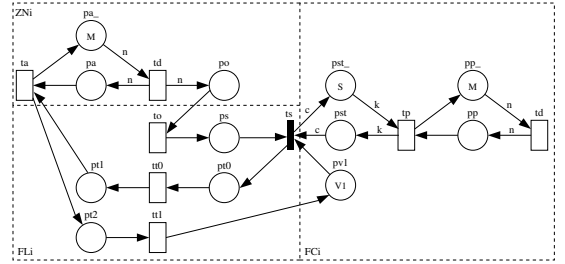 ZNi
pa_
M
n
ta
pa
n
td
n
po
pst_
S
c
k
pp_
M
n
to
ps
ts
c
pst
k
tp
pp
n
td
pt1
tt0
pt0
pv1
V1
pt2
tt1
FLi
FCi